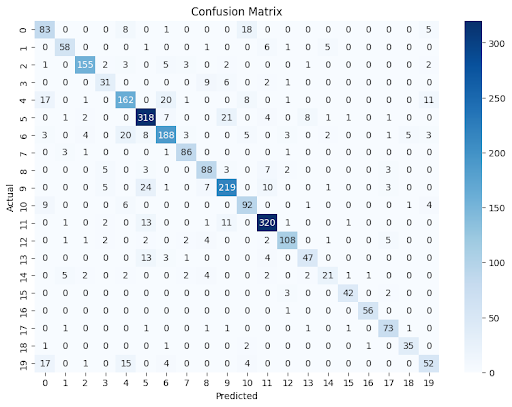 Confusion Matrix
0 83 0 0 0 8 0 1 0 0 0 18 0 0 0 0 0 0 0 0 5
1 0 58 0 0 0 1 0 0 1 0 0 6 1 0 5 0 0 0 0 0
2 1 0 155 2 3 0 5 3 0 2 0 0 2 0 0 0 0 0 0 2
3 0 0 0 31 0 0 0 0 9 6 0 2 1 0 0 0 0 0 0 0
4 17 0 1 0 162 0 20 1 0 0 8 0 1 0 0 0 0 0 0 11
5 0 1 2 0 0 318 7 0 0 21 0 4 0 8 1 1 0 1 0 0
6 3 0 4 0 20 8 188 3 0 0 5 0 3 0 2 0 0 1 5 3
7 0 3 1 0 0 0 1 86 0 0 0 0 1 0 0 0 0 0 0 0
8 0 0 0 5 0 3 0 0 88 3 0 7 2 0 0 0 0 3 0 0
9 0 0 0 5 0 24 1 0 7 219 0 10 0 1 0 0 0 3 0 0
10 9 0 0 0 6 0 0 0 0 0 92 0 0 1 0 0 0 0 1 4
11 0 1 0 2 0 13 0 0 1 11 0 320 1 0 0 0 0 0 0 0
12 0 1 1 2 0 2 0 2 4 0 0 2 108 1 0 0 0 5 0 0
13 0 0 0 0 0 13 3 1 0 0 0 4 0 47 0 0 0 0 0 0
14 0 5 2 0 0 2 0 2 4 0 0 2 0 2 21 1 1 0 0 0
15 0 0 0 0 0 0 0 0 0 0 0 0 3 0 0 42 0 2 0 0
16 0 0 0 0 0 0 0 0 0 0 0 0 1 0 0 0 56 0 0 0
17 0 1 0 0 0 1 0 0 1 1 0 1 0 0 0 0 0 73 1 0
18 1 0 0 0 0 0 1 0 0 0 2 0 0 0 0 0 0 0 35 0
19 17 0 1 0 15 0 4 0 0 0 4 0 0 0 0 0 0 0 0 52
0 1 2 3 4 5 6 7 8 9 10 11 12 13 14 15 16 17 18 19
Predicted
Actual
300
250
200
150
100
50
0